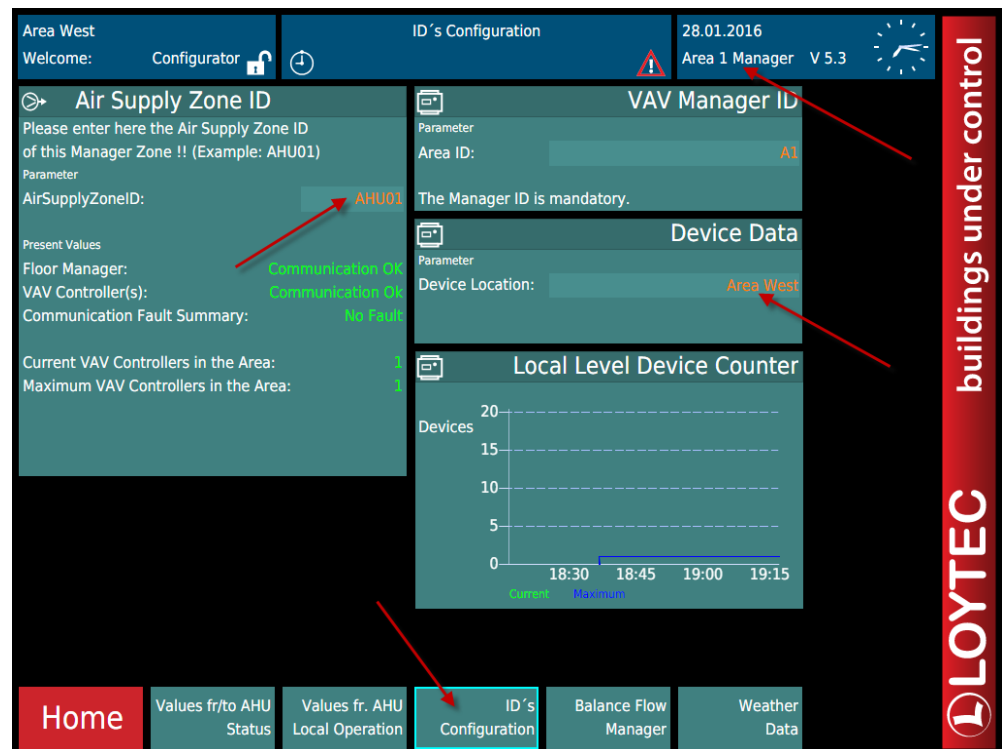 Area West
Welcome: Configurator
ID´s Configuration
28.01.2016
Area 1 Manager V 5.3
Air Supply Zone ID
Please enter here the Air Supply Zone ID
of this Manager Zone !! (Example: AHU01)
Parameter
AirSupplyZoneID: AHU01
Present Values
Floor Manager: Communication OK
VAV Controller(s): Communication Ok
Communication Fault Summary: No Fault
Current VAV Controllers in the Area: 1
Maximum VAV Controllers in the Area: 1
VAV Manager ID
Parameter
Area ID: A1
The Manager ID is mandatory.
Device Data
Parameter
Device Location: Area West
Local Level Device Counter
Devices
20
15
10
5
0
18:30 18:45 19:00 19:15
Current Maximum
Home
Values fr/to AHU
Status
Values fr. AHU
Local Operation
ID´s
Configuration
Balance Flow
Manager
Weather
Data
LOYTEC buildings under control